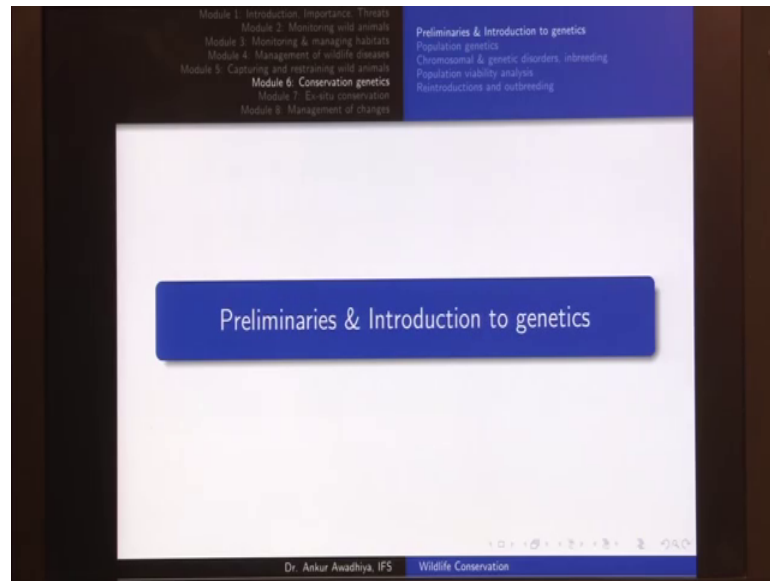 Module 1: Introduction, Importance, Threats
Module 2: Monitoring wild animals
Module 3: Monitoring & managing habitats
Module 4: Management of wildlife diseases
Module 5: Capturing and restraining wild animals
Module 6: Conservation genetics
Module 7: Ex-situ conservation
Module 8: Management of changes
Preliminaries & Introduction to genetics
Population genetics
Chromosomal & genetic disorders, inbreeding
Population viability analysis
Reintroductions and outbreeding
Preliminaries & Introduction to genetics
Dr. Ankur Awadhiya, IFS
Wildlife Conservation